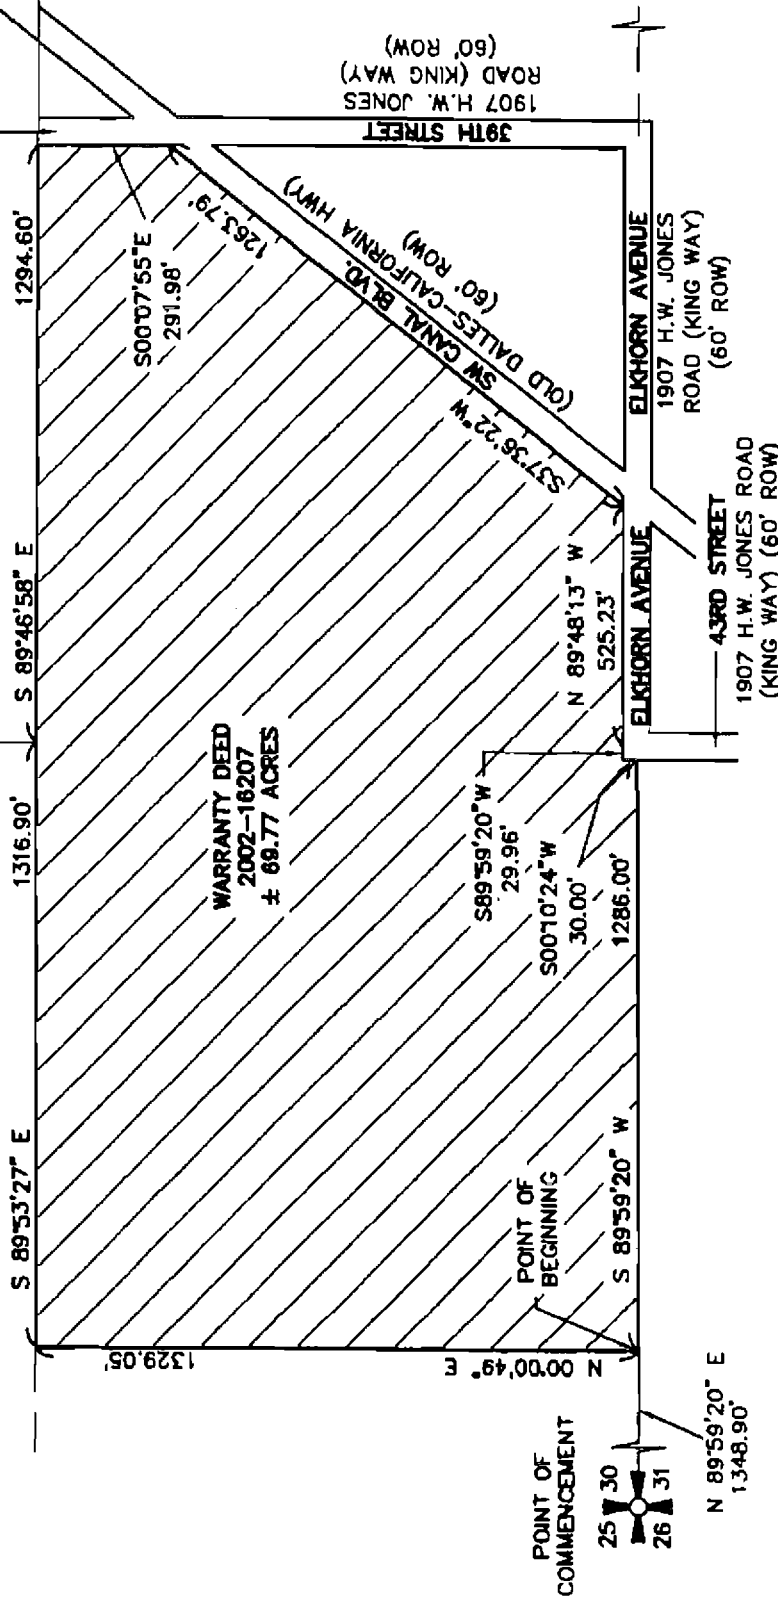 S 89°53'27" E
1316.90'
S 89°46'58" E
1294.60'
S00°07'55"E
291.98'
1263.79'
S37°36'22"W
SW CANAL BLVD.
(OLD DALLES-CALIFORNIA HWY)
(60' ROW)
39TH STREET
1907 H.W. JONES
ROAD (KING WAY)
(60' ROW)
WARRANTY DEED
2002-16207
± 69.77 ACRES
N 89°48'13" W
525.23'
ELKHORN AVENUE
ELKHORN AVENUE
1907 H.W. JONES
ROAD (KING WAY)
(60' ROW)
43RD STREET
1907 H.W. JONES ROAD
(KING WAY) (60' ROW)
S89°59'20"W
29.96'
S00°10'24"W
30.00'
1286.00'
S 89°59'20" W
POINT OF
BEGINNING
1329.05'
N 00°00'49" E
POINT OF
COMMENCEMENT
25 30
26 31
N 89°59'20" E
1348.90'